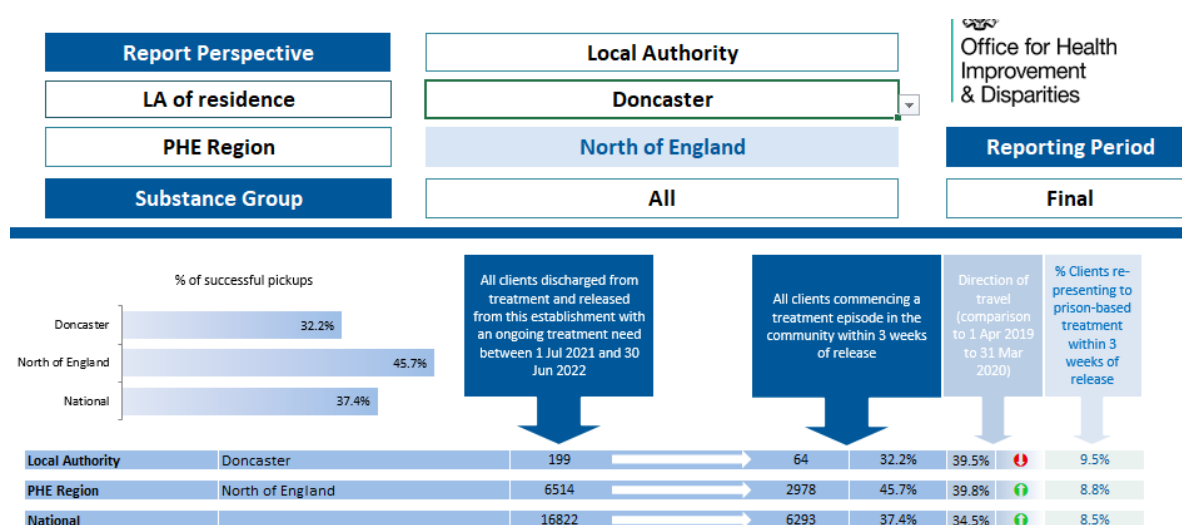 Report Perspective
Local Authority
Office for Health
Improvement
& Disparities
LA of residence
Doncaster
PHE Region
North of England
Reporting Period
Substance Group
All
Final
% of successful pickups
Doncaster
32.2%
North of England
45.7%
National
37.4%
All clients discharged from
treatment and released
from this establishment with
an ongoing treatment need
between 1 Jul 2021 and 30
Jun 2022
All clients commencing a
treatment episode in the
community within 3 weeks
of release
Direction of
travel
(comparison
to 1 Apr 2019
to 31 Mar
2020)
% Clients re-
presenting to
prison-based
treatment
within 3
weeks of
release
Local Authority Doncaster 199 64 32.2% 39.5% 9.5%
PHE Region North of England 6514 2978 45.7% 39.8% 8.8%
National 16822 6293 37.4% 34.5% 8.5%